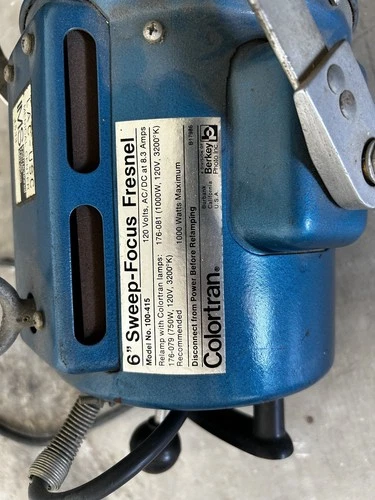 6" Sweep-Focus Fresnel
Model No. 100-415 120 Volts, AC/DC at 8.3 Amps
Relamp with Colortran lamps: 176-081 (1000W, 120V, 3200°K)
176-079 (750W, 120V, 3200°K)
Recommended 1000 Watts Maximum
Disconnect from Power Before Relamping
Colortran.
Burbank
California
U.S.A.
Berkey
Photo Inc.